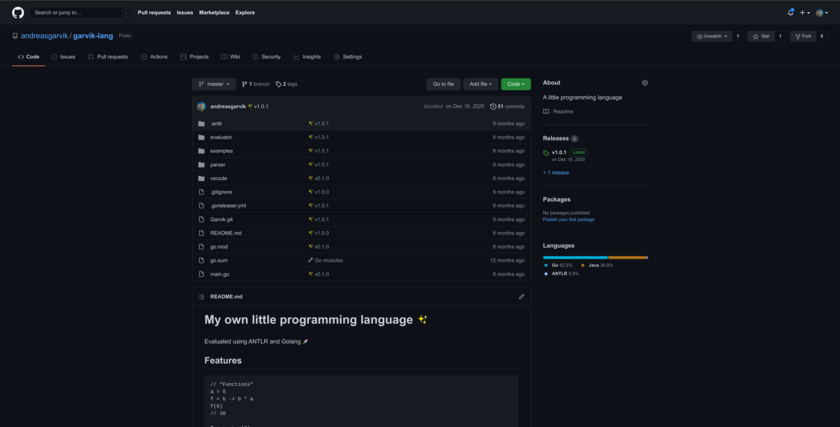 Search or jump to... /
Pull requests Issues Marketplace Explore
andreasgarvik / garvik-lang Public
Unwatch 1 Star 1 Fork 0
Code Issues Pull requests Actions Projects Wiki Security Insights Settings
master 1 branch 2 tags
Go to file Add file Code
andreasgarvik v1.0.1
on Dec 16, 2020 51 commits
.antlr v1.0.1 9 months ago
evaluator v1.0.1 9 months ago
examples v1.0.1 9 months ago
parser v1.0.1 9 months ago
vscode v0.1.0 9 months ago
.gitignore v1.0.0 9 months ago
.goreleaser.yml v1.0.1 9 months ago
Garvik.g4 v1.0.1 9 months ago
README.md v1.0.0 9 months ago
go.mod v0.1.0 9 months ago
go.sum Go modules 12 months ago
main.go v0.1.0 9 months ago
README.md
My own little programming language ✨
Evaluated using ANTLR and Golang
Features
// "Functions"
a = 5
f = b -> b * a
f(6)
// 30
About
A little programming language
Readme
Releases 2
v1.0.1 Latest
on Dec 16, 2020
+ 1 release
Packages
No packages published
Publish your first package
Languages
Go 62.5% Java
ANTLR